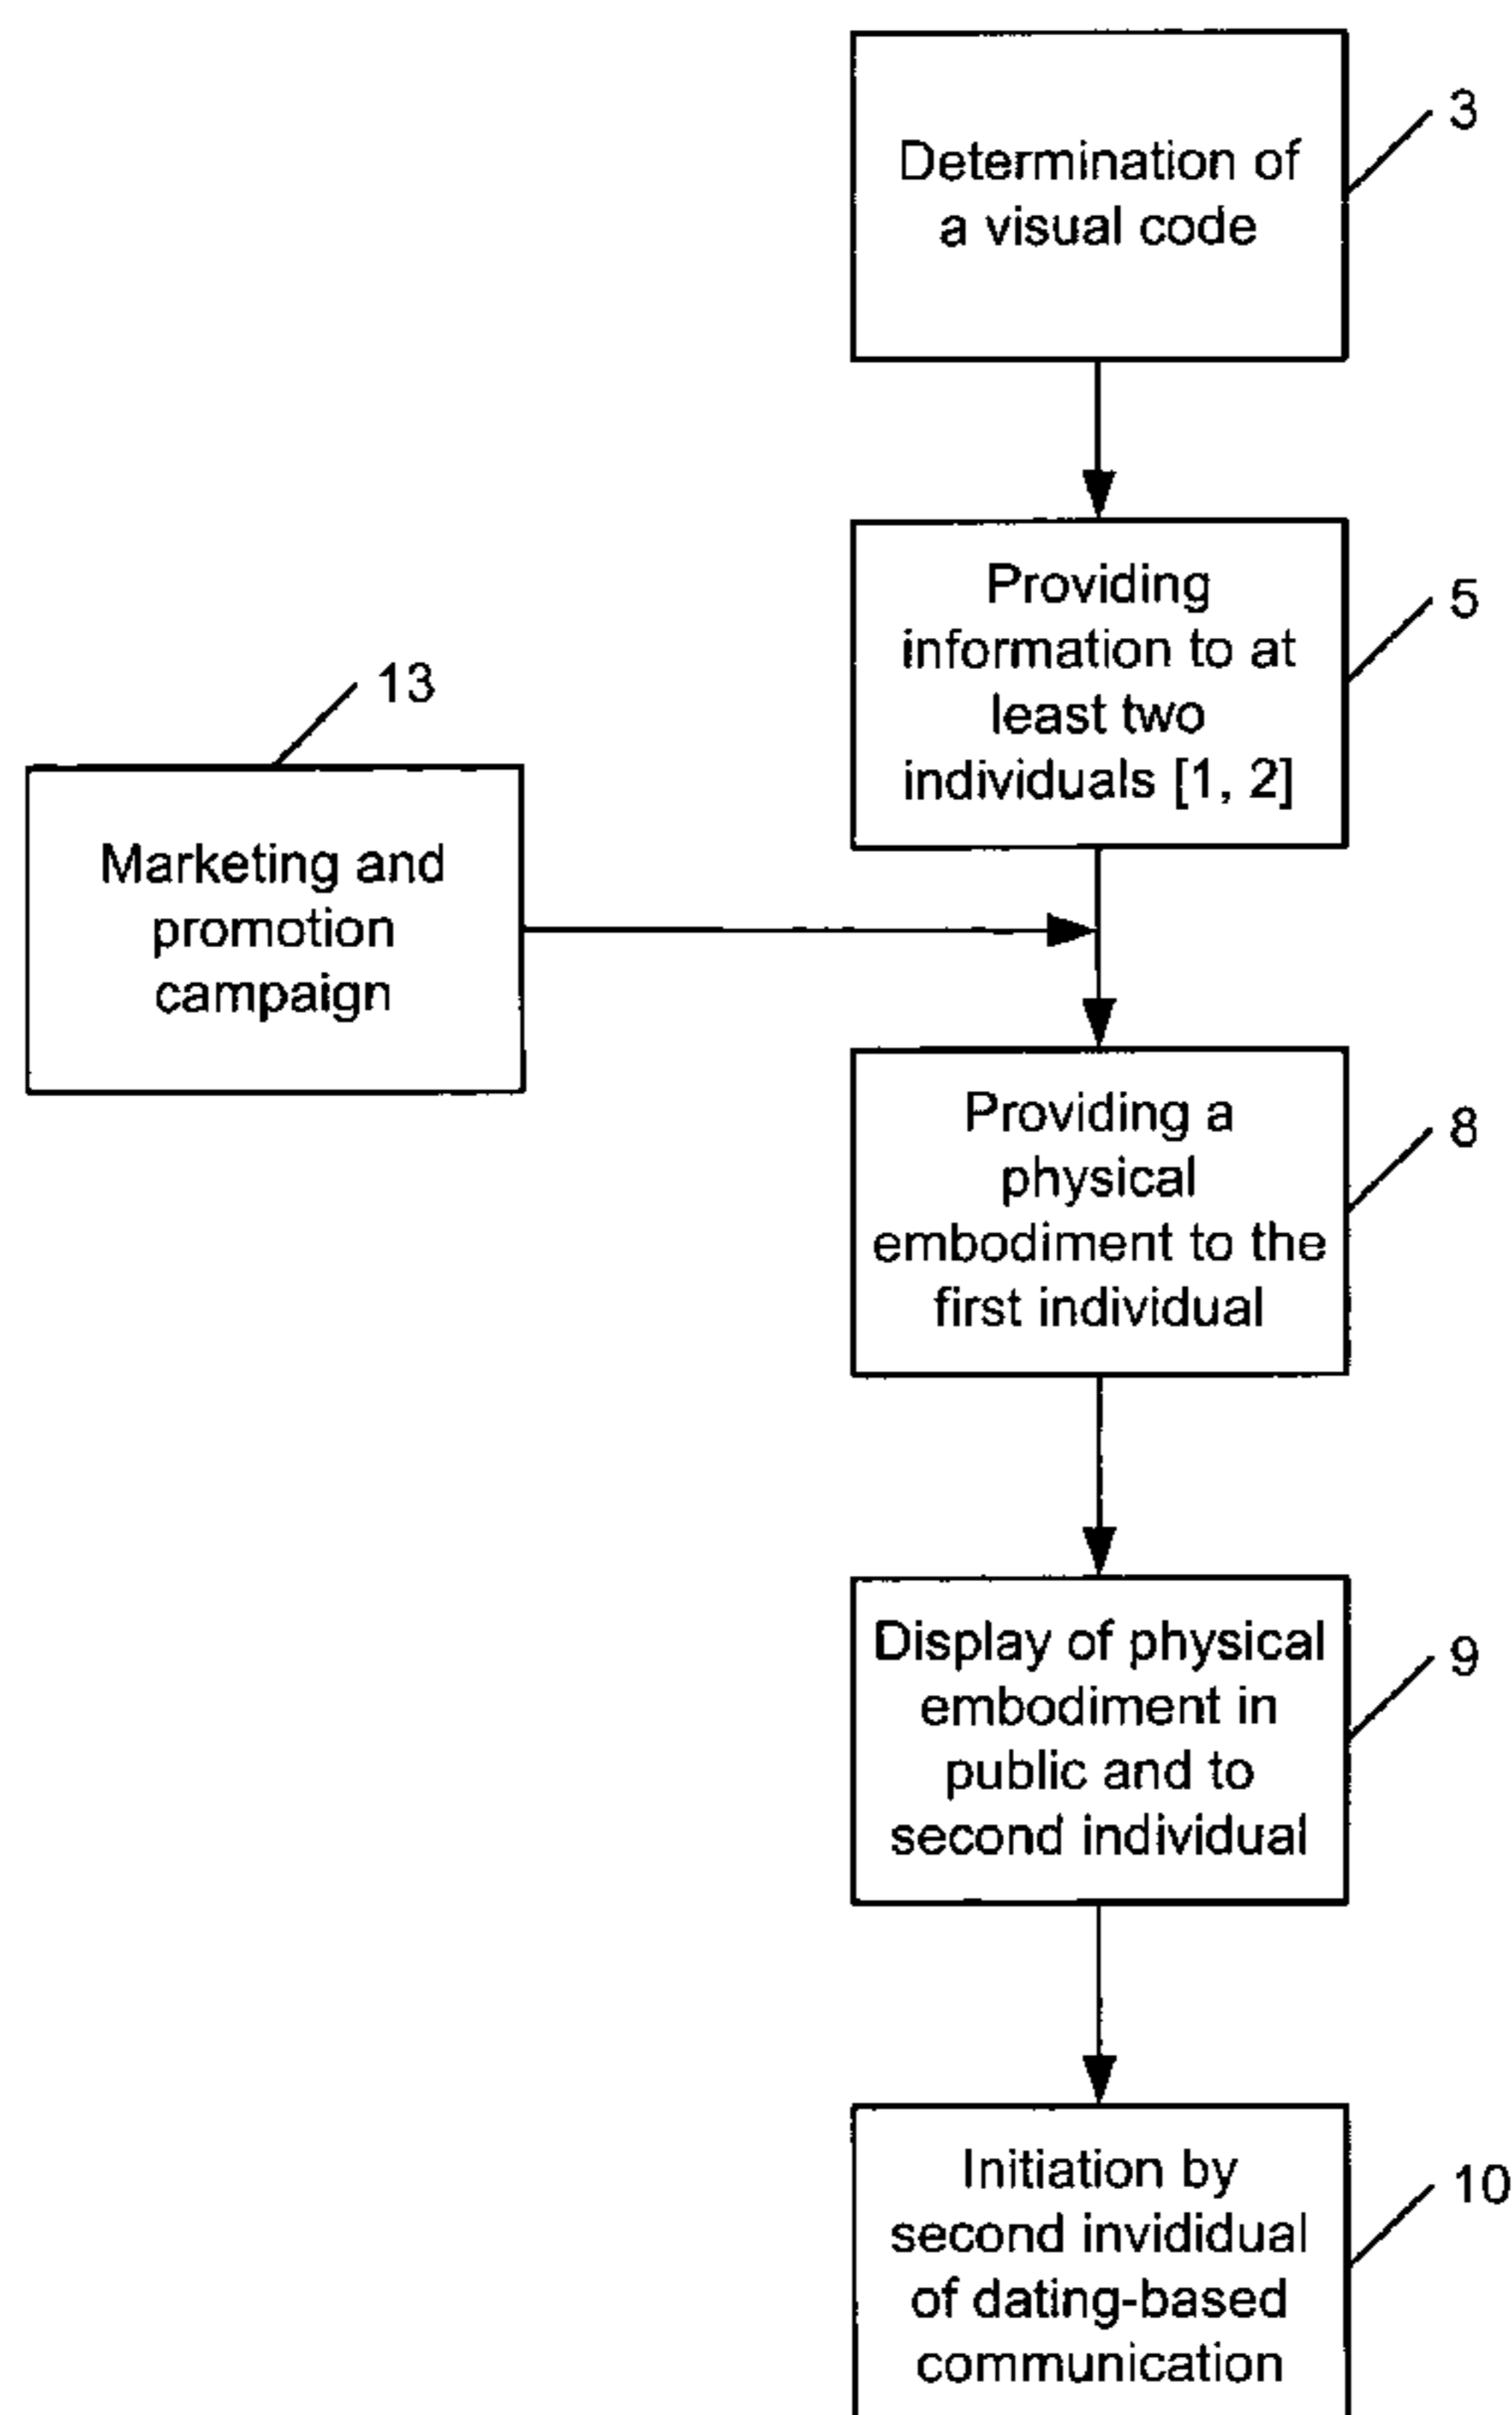 Determination of
a visual code
3
Providing
information to at
least two
individuals [1, 2]
5
13
Marketing and
promotion
campaign
Providing a
physical
embodiment to the
first individual
8
Display of physical
embodiment in
public and to
second individual
9
Initiation by
second invididual
of dating-based
communication
10